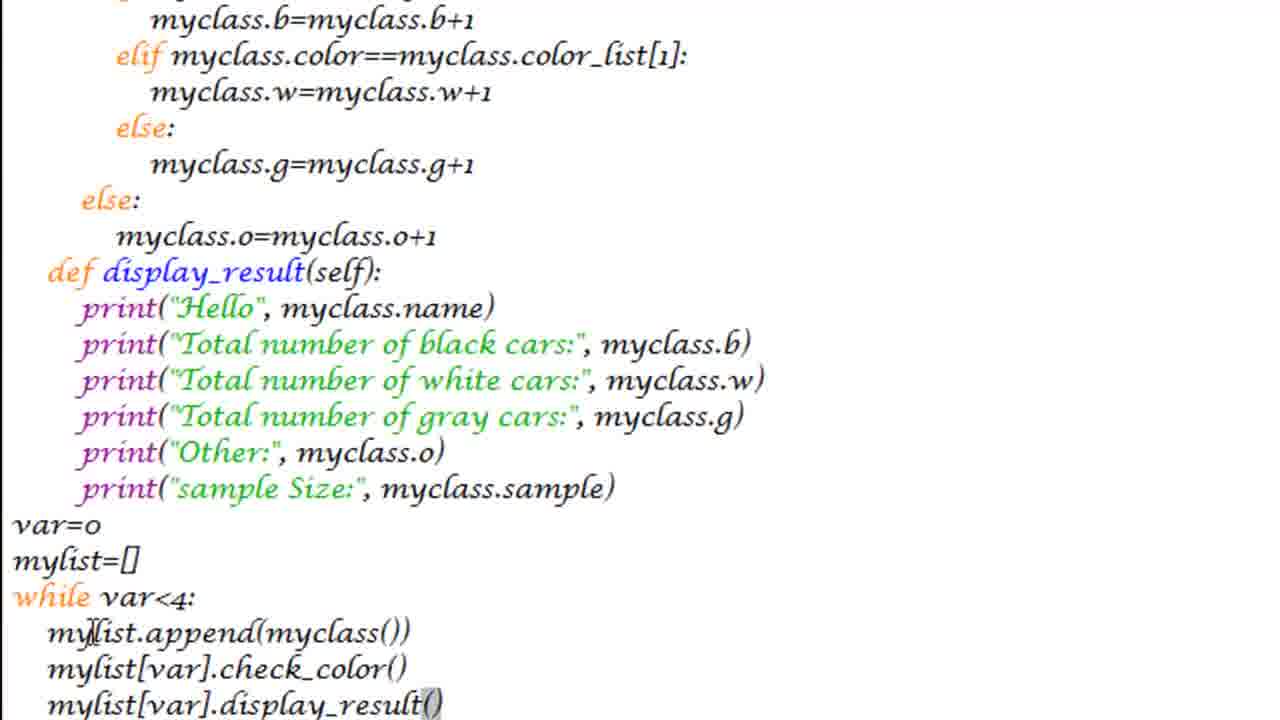 myclass.b=myclass.b+1
elif myclass.color==myclass.color_list[1]:
myclass.w=myclass.w+1
else:
myclass.g=myclass.g+1
else:
myclass.o=myclass.o+1
def display_result(self):
print("Hello", myclass.name)
print("Total number of black cars:", myclass.b)
print("Total number of white cars:", myclass.w)
print("Total number of gray cars:", myclass.g)
print("Other:", myclass.o)
print("sample Size:", myclass.sample)
var=0
mylist=[]
while var<4:
mylist.append(myclass())
mylist[var].check_color()
mylist[var].display_result()